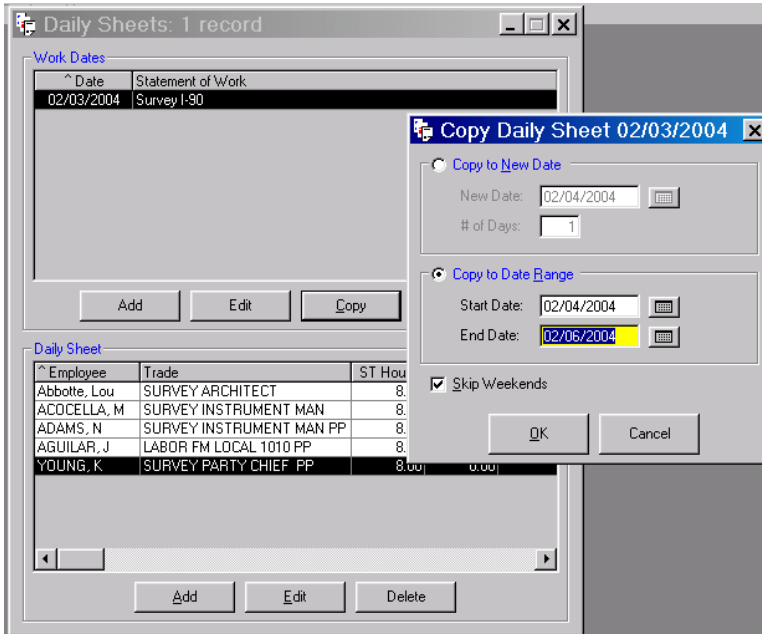 Daily Sheets: 1 record
Work Dates
^ Date Statement of Work
02/03/2004 Survey I-90
Add Edit Copy
Daily Sheet
^ Employee Trade ST Hou
Abbotte, Lou SURVEY ARCHITECT 8.
ACOCELLA, M SURVEY INSTRUMENT MAN 8.
ADAMS, N SURVEY INSTRUMENT MAN PP 8.
AGUILAR, J LABOR FM LOCAL 1010 PP 8.
YOUNG, K SURVEY PARTY CHIEF PP 8.00 0.00
Add Edit Delete
Copy Daily Sheet 02/03/2004
Copy to New Date
New Date: 02/04/2004
# of Days: 1
Copy to Date Range
Start Date: 02/04/2004
End Date: 02/06/2004
Skip Weekends
OK Cancel